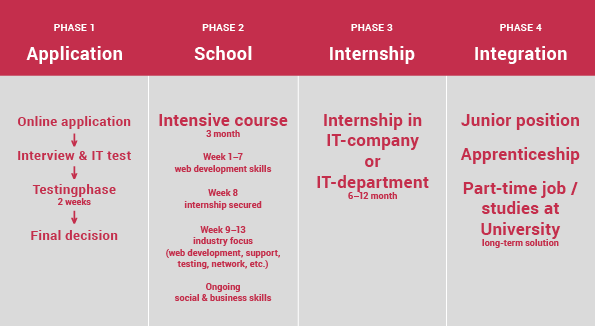 PHASE 1
Application
Online application
Interview & IT test
Testingphase
2 weeks
Final decision
PHASE 2
School
Intensive course
3 month
Week 1–7
web development skills
Week 8
internship secured
Week 9–13
industry focus
(web development, support,
testing, network, etc.)
Ongoing
social & business skills
PHASE 3
Internship
Internship in
IT-company
or
IT-department
6–12 month
PHASE 4
Integration
Junior position
Apprenticeship
Part-time job /
studies at
University
long-term solution